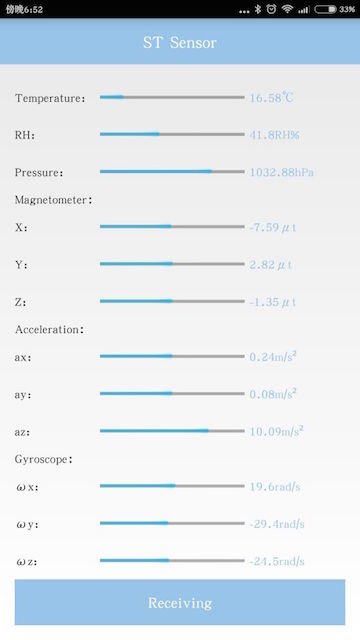 傍晚6:52
33%
ST Sensor
Temperature: 16.58℃
RH: 41.8RH%
Pressure: 1032.88hPa
Magnetometer:
X: -7.59μt
Y: 2.82μt
Z: -1.35μt
Acceleration:
ax: 0.24m/s²
ay: 0.08m/s²
az: 10.09m/s²
Gyroscope:
ωx: 19.6rad/s
ωy: -29.4rad/s
ωz: -24.5rad/s
Receiving